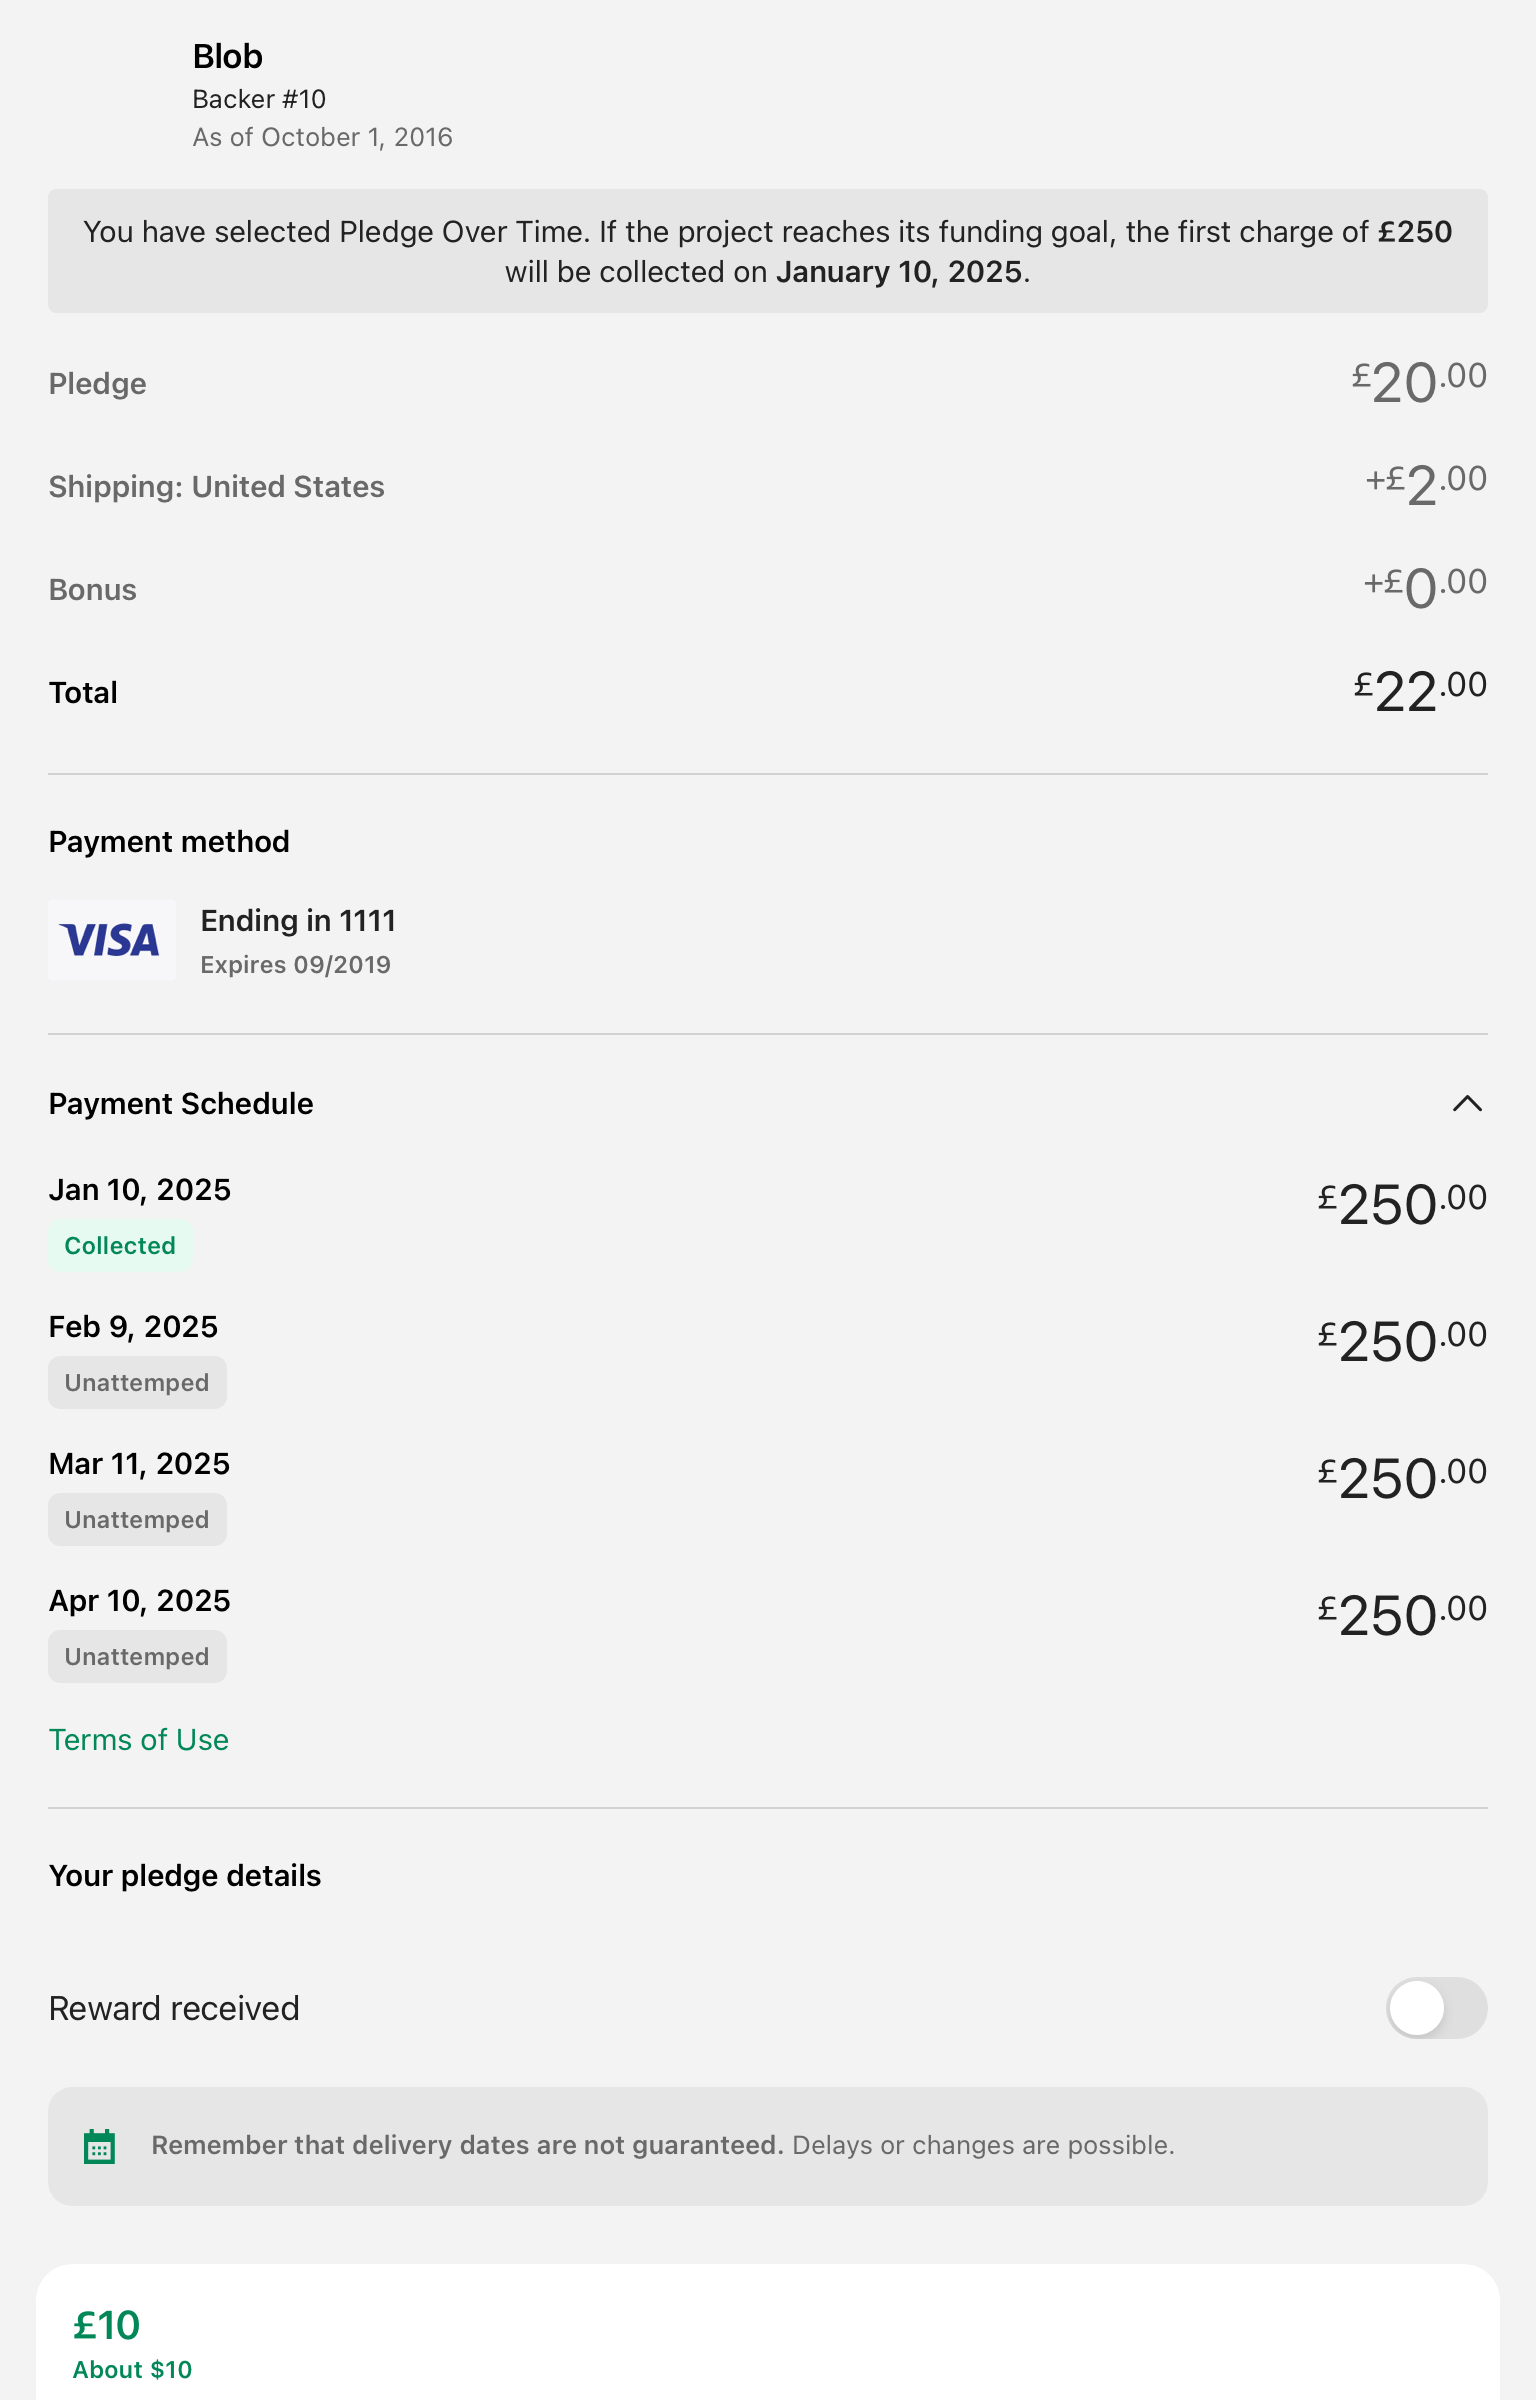 Blob
Backer #10
As of October 1, 2016
You have selected Pledge Over Time. If the project reaches its funding goal, the first charge of £250
will be collected on January 10, 2025.
Pledge £20.00
Shipping: United States +£2.00
Bonus +£0.00
Total £22.00
Payment method
VISA
Ending in 1111
Expires 09/2019
Payment Schedule
Jan 10, 2025 £250.00
Collected
Feb 9, 2025 £250.00
Unattemped
Mar 11, 2025 £250.00
Unattemped
Apr 10, 2025 £250.00
Unattemped
Terms of Use
Your pledge details
Reward received
Remember that delivery dates are not guaranteed. Delays or changes are possible.
£10
About $10